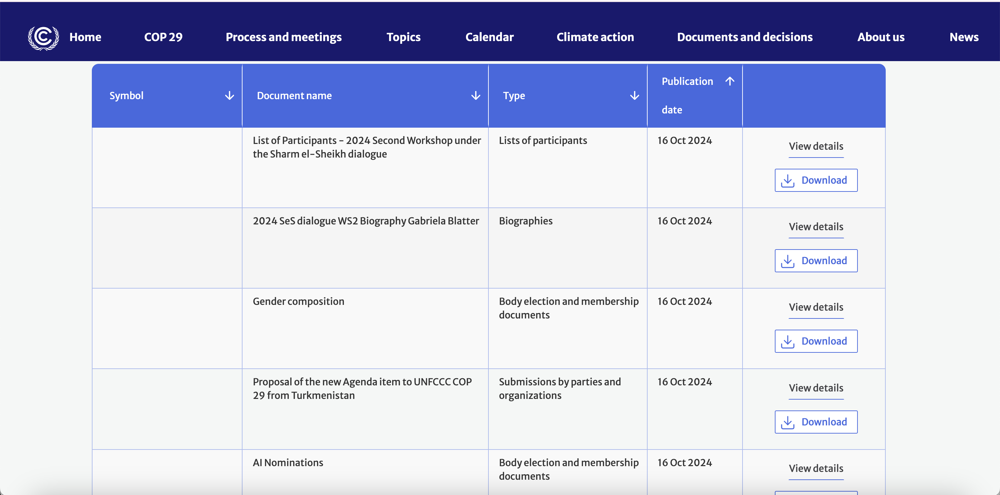 Home COP 29 Process and meetings Topics Calendar Climate action Documents and decisions About us News
Symbol Document name Type Publication date
List of Participants - 2024 Second Workshop under
the Sharm el-Sheikh dialogue
Lists of participants
16 Oct 2024
View details
Download
2024 SeS dialogue WS2 Biography Gabriela Blatter
Biographies
16 Oct 2024
View details
Download
Gender composition
Body election and membership
documents
16 Oct 2024
View details
Download
Proposal of the new Agenda item to UNFCCC COP
29 from Turkmenistan
Submissions by parties and
organizations
16 Oct 2024
View details
Download
AI Nominations
Body election and membership
documents
16 Oct 2024
View details